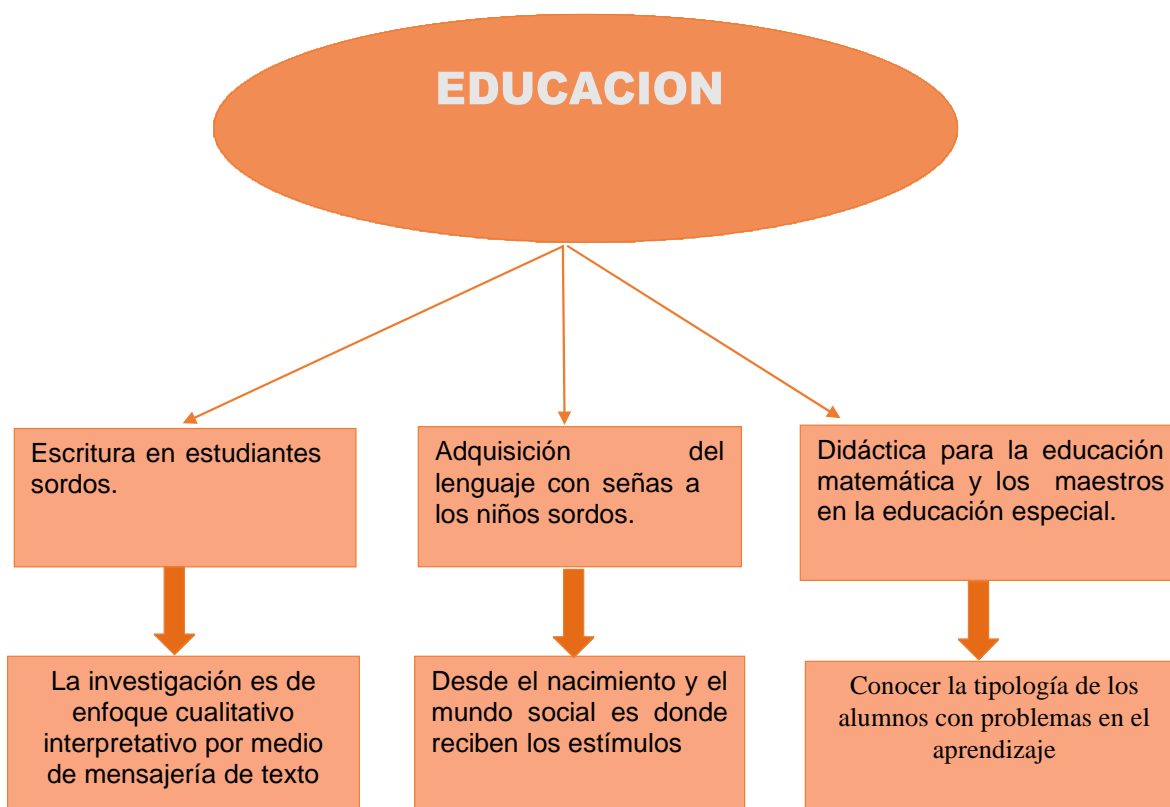 EDUCACION
Escritura en estudiantes
sordos.
Adquisición del
lenguaje con señas a
los niños sordos.
Didáctica para la educación
matemática y los maestros
en la educación especial.
La investigación es de
enfoque cualitativo
interpretativo por medio
de mensajería de texto
Desde el nacimiento y el
mundo social es donde
reciben los estímulos
Conocer la tipología de los
alumnos con problemas en el
aprendizaje